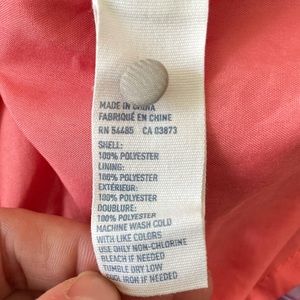 MADE IN CHINA
FABRIQUÉ EN CHINE
RN 54485 CA 03873
SHELL:
100% POLYESTER
LINING:
100% POLYESTER
EXTÉRIEUR:
100% POLYESTER
DOUBLURE:
100% POLYESTER
MACHINE WASH COLD
WITH LIKE COLORS
USE ONLY NON-CHLORINE
BLEACH IF NEEDED
TUMBLE DRY LOW
COOL IRON IF NEEDED